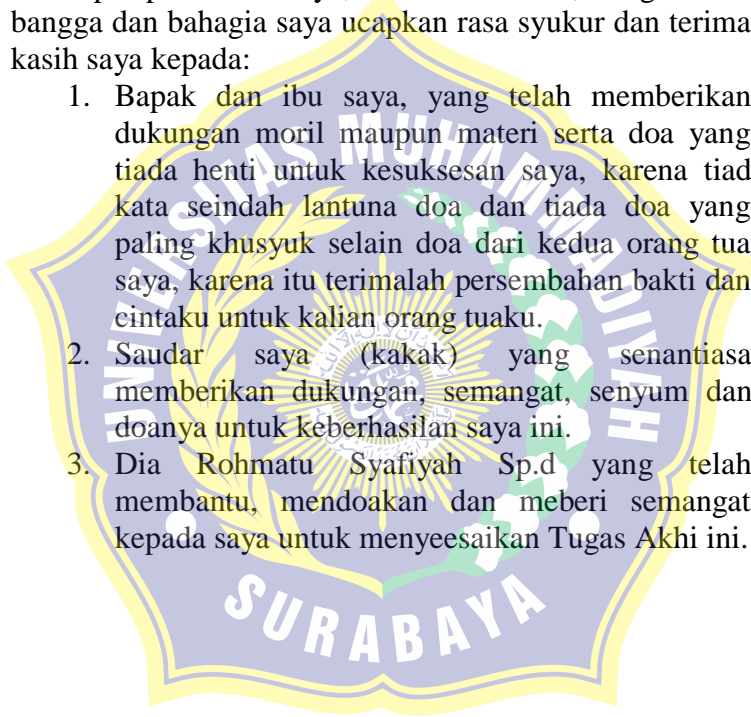 bangga dan bahagia saya ucapkan rasa syukur dan terima
kasih saya kepada:
1. Bapak dan ibu saya, yang telah memberikan
dukungan moril maupun materi serta doa yang
tiada henti untuk kesuksesan saya, karena tiad
kata seindah lantuna doa dan tiada doa yang
paling khusyuk selain doa dari kedua orang tua
saya, karena itu terimalah persembahan bakti dan
cintaku untuk kalian orang tuaku.
2. Saudar saya (kakak) yang senantiasa
memberikan dukungan, semangat, senyum dan
doanya untuk keberhasilan saya ini.
3. Dia Rohmatu Syafiyah Sp.d yang telah
membantu, mendoakan dan meberi semangat
kepada saya untuk menyeesaikan Tugas Akhi ini.
UNIVERSITAS MUHAMMADIYAH
SURABAYA